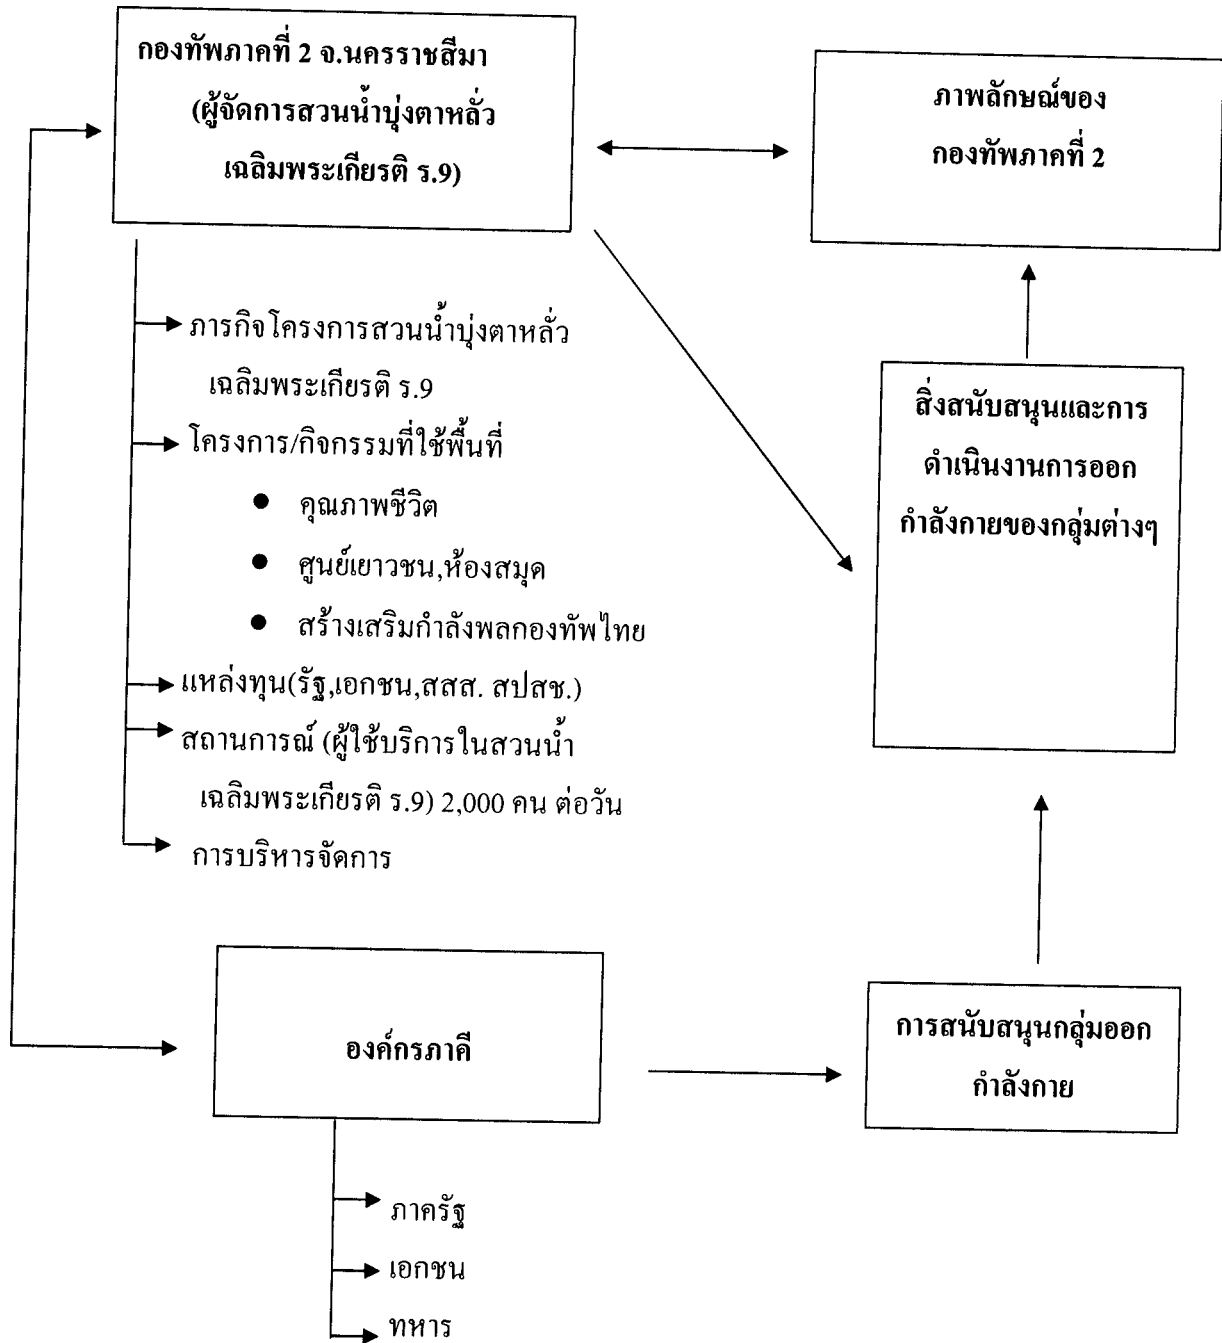 กองทัพภาคที่ 2 จ.นครราชสีมา
(ผู้จัดการสวนน้ำบุ่งตาหลั่ว
เฉลิมพระเกียรติ ร.9)
ภาพลักษณ์ของ
กองทัพภาคที่ 2
ภารกิจโครงการสวนน้ำบุ่งตาหลั่ว
เฉลิมพระเกียรติ ร.9
โครงการ/กิจกรรมที่ใช้พื้นที่
● คุณภาพชีวิต
● ศูนย์เยาวชน,ห้องสมุด
● สร้างเสริมกำลังพลกองทัพไทย
แหล่งทุน(รัฐ,เอกชน,สสส. สปสช.)
สถานการณ์ (ผู้ใช้บริการในสวนน้ำ
เฉลิมพระเกียรติ ร.9) 2,000 คน ต่อวัน
การบริหารจัดการ
สิ่งสนับสนุนและการ
ดำเนินงานการออก
กำลังกายของกลุ่มต่างๆ
องค์กรภาคี
การสนับสนุนกลุ่มออก
กำลังกาย
ภาครัฐ
เอกชน
ทหาร